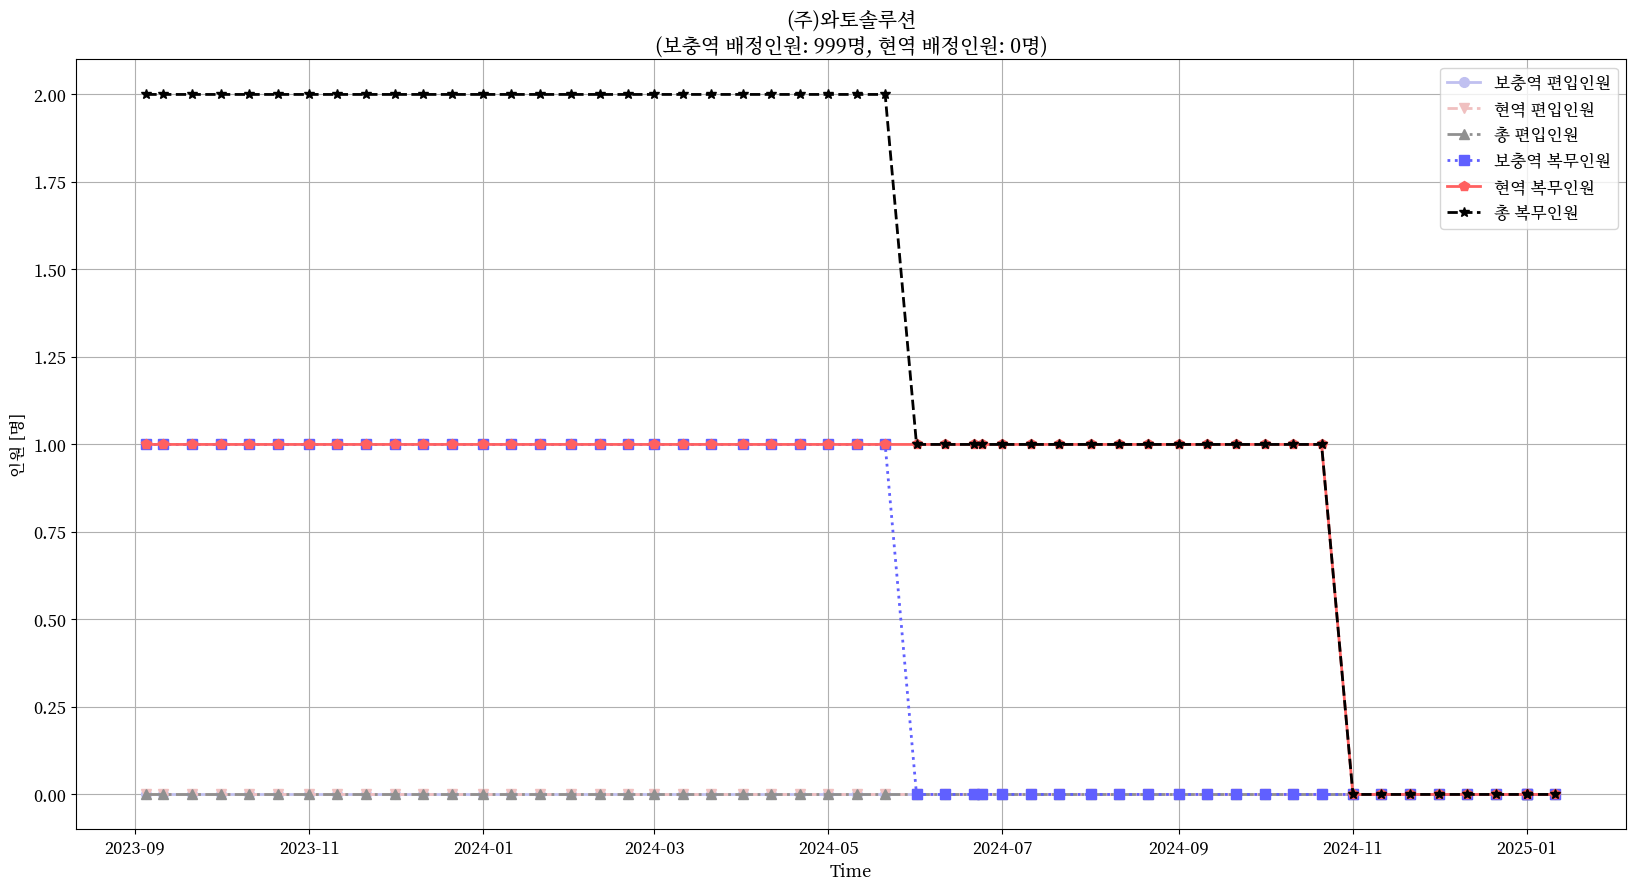 (주)와토솔루션
(보충역 배정인원: 999명, 현역 배정인원: 0명)
보충역 편입인원
현역 편입인원
총 편입인원
보충역 복무인원
현역 복무인원
총 복무인원
인원 [명]
2.00
1.75
1.50
1.25
1.00
0.75
0.50
0.25
0.00
2023-09
2023-11
2024-01
2024-03
2024-05
2024-07
2024-09
2024-11
2025-01
Time